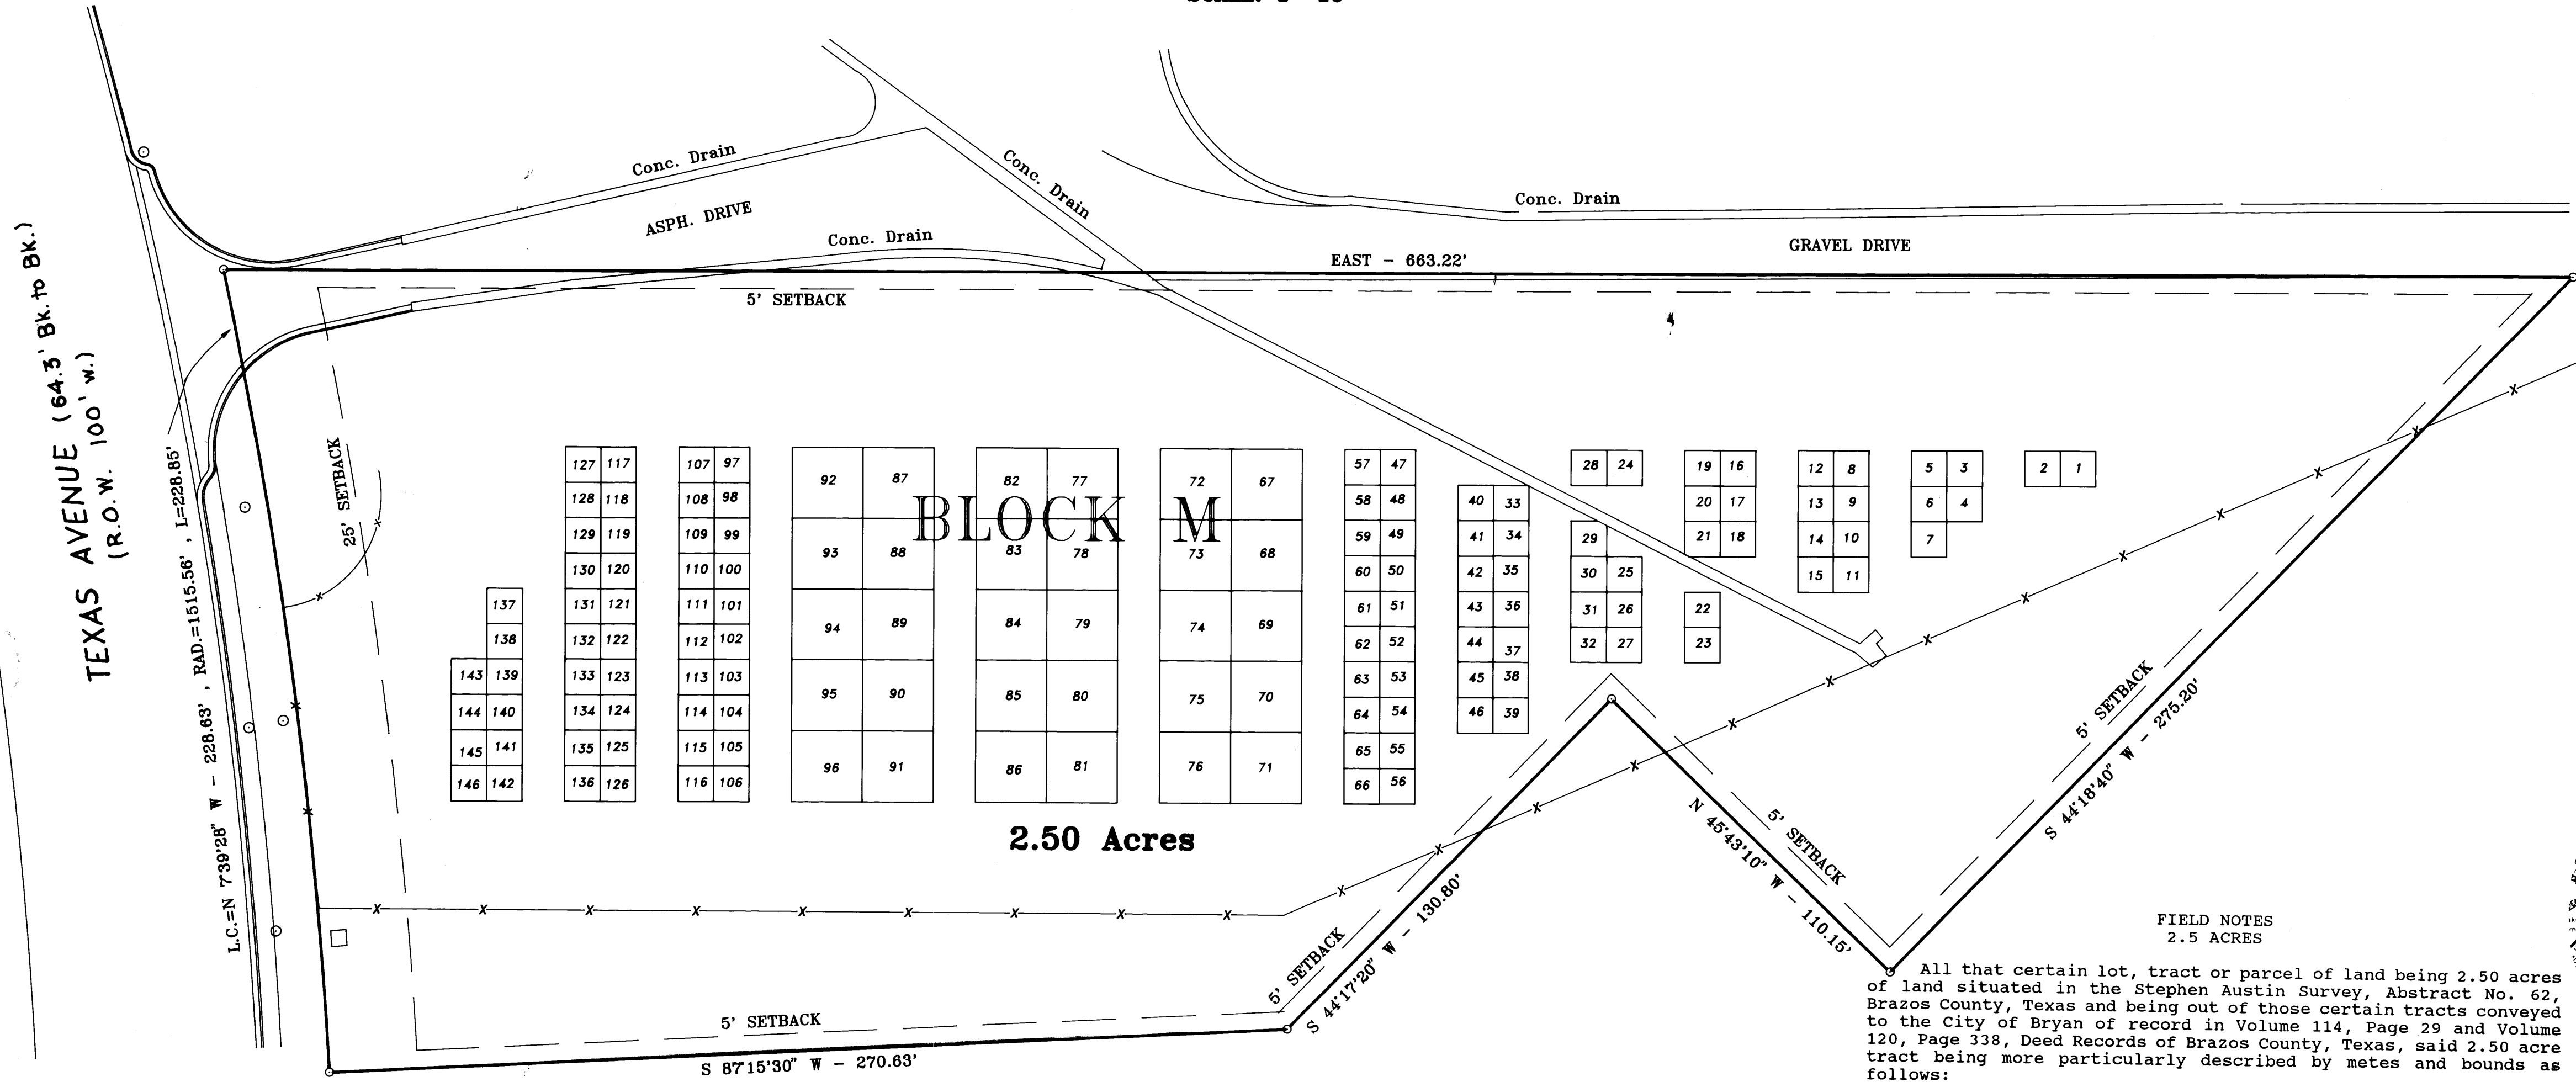 Conc. Drain
ASPH. DRIVE
Conc. Drain
Conc. Drain
Conc. Drain
GRAVEL DRIVE
EAST - 663.22'
5' SETBACK
TEXAS AVENUE (64.3' BK. to BK.)
(R.O.W. 100' w.)
L.C.=N 7°39'28" W - 228.63' , RAD.=1515.56' , L=228.85'
25' SETBACK
BLOCK M
127 117
128 118
129 119
130 120
131 121
132 122
133 123
134 124
135 125
136 126
137
138
143 139
144 140
145 141
146 142
107 97
108 98
109 99
110 100
111 101
112 102
113 103
114 104
115 105
116 106
92 87
93 88
94 89
95 90
96 91
82 77
83 78
84 79
85 80
86 81
72 67
73 68
74 69
75 70
76 71
57 47
58 48
59 49
60 50
61 51
62 52
63 53
64 54
65 55
66 56
40 33
41 34
42 35
43 36
44 37
45 38
46 39
28 24
29
30 25
31 26
32 27
19 16
20 17
21 18
22
23
12 8
13 9
14 10
15 11
5 3
6 4
7
2 1
2.50 Acres
5' SETBACK
S 87°15'30" W - 270.63'
5' SETBACK
S 44°17'20" W - 130.80'
N 45°43'10" W - 110.15'
5' SETBACK
5' SETBACK
S 44°18'40" W - 275.20'
FIELD NOTES
2.5 ACRES
All that certain lot, tract or parcel of land being 2.50 acres
of land situated in the Stephen Austin Survey, Abstract No. 62,
Brazos County, Texas and being out of those certain tracts conveyed
to the City of Bryan of record in Volume 114, Page 29 and Volume
120, Page 338, Deed Records of Brazos County, Texas, said 2.50 acre
tract being more particularly described by metes and bounds as
follows: